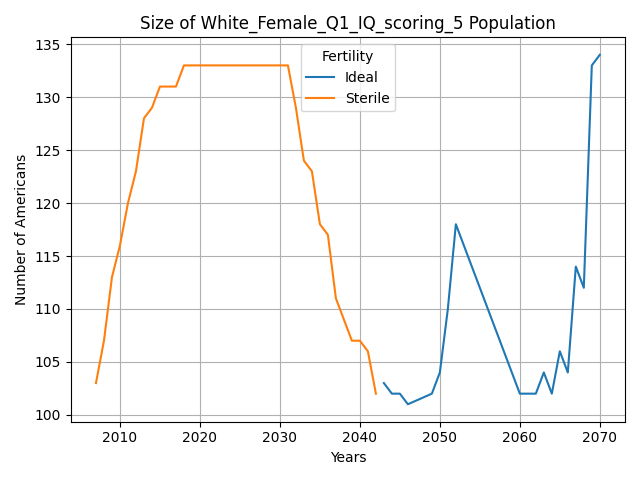 Size of White_Female_Q1_IQ_scoring_5 Population
Fertility
Ideal
Sterile
Number of Americans
135
130
125
120
115
110
105
100
2010 2020 2030 2040 2050 2060 2070
Years